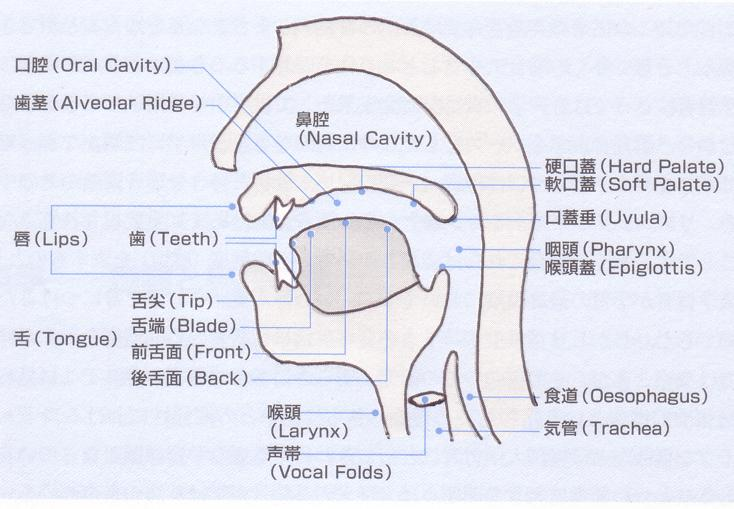 口腔(Oral Cavity)
歯茎(Alveolar Ridge)
鼻腔
(Nasal Cavity)
硬口蓋(Hard Palate)
軟口蓋(Soft Palate)
口蓋垂(Uvula)
唇(Lips)
歯(Teeth)
咽頭(Pharynx)
喉頭蓋(Epiglottis)
舌尖(Tip)
舌端(Blade)
舌(Tongue)
前舌面(Front)
後舌面(Back)
食道(Oesophagus)
喉頭
(Larynx)
気管(Trachea)
声帯
(Vocal Folds)